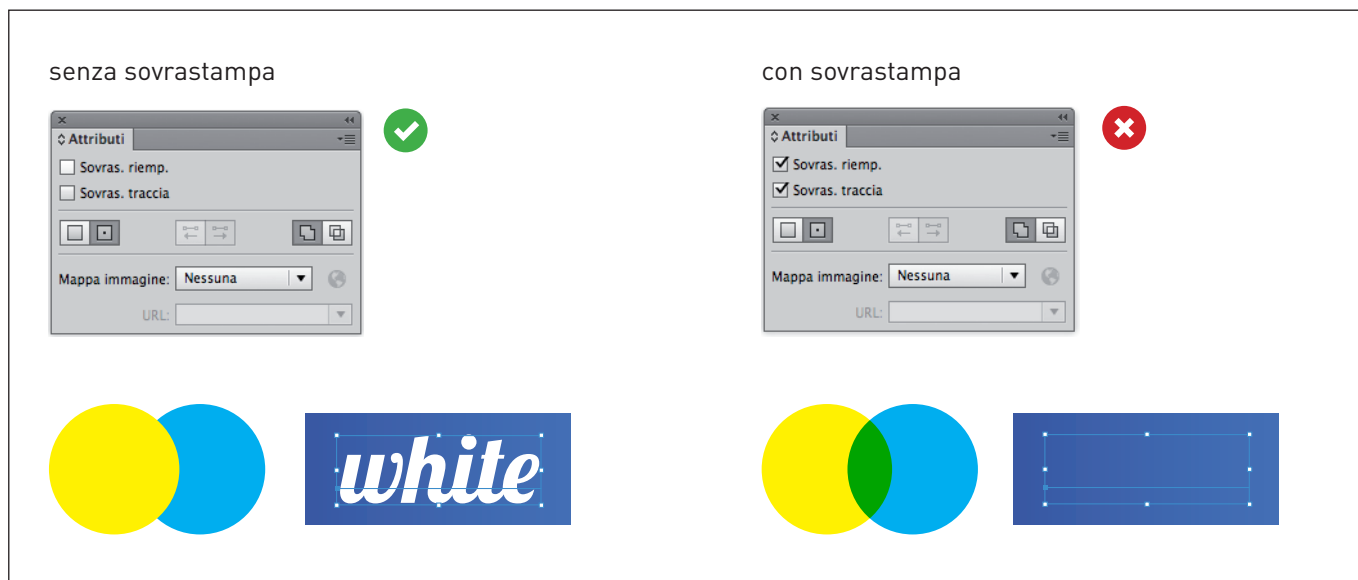 senza sovrastampa
Attributi
Sovras. riemp.
Sovras. traccia
Mappa immagine: Nessuna
URL:
white
con sovrastampa
Attributi
Sovras. riemp.
Sovras. traccia
Mappa immagine: Nessuna
URL: